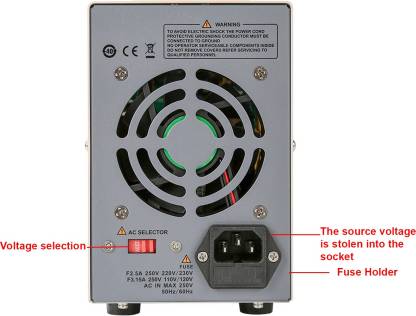 WARNING
TO AVOID ELECTRIC SHOCK THE POWER CORD
PROTECTIVE GROUNDING CONDUCTOR MUST BE
CONNECTED TO GROUND
NO OPERATOR SERVICEABLE COMPONENTS INSIDE
DO NOT REMOVE COVERS REFER SERVICING TO
QUALIFIED PERSONNEL
40
CE
AC SELECTOR
Voltage selection
FUSE
F2.5A 250V 220V/230V
F3.15A 250V 110V/120V
AC IN MAX 250V
50Hz/60Hz
The source voltage
is stolen into the
socket
Fuse Holder